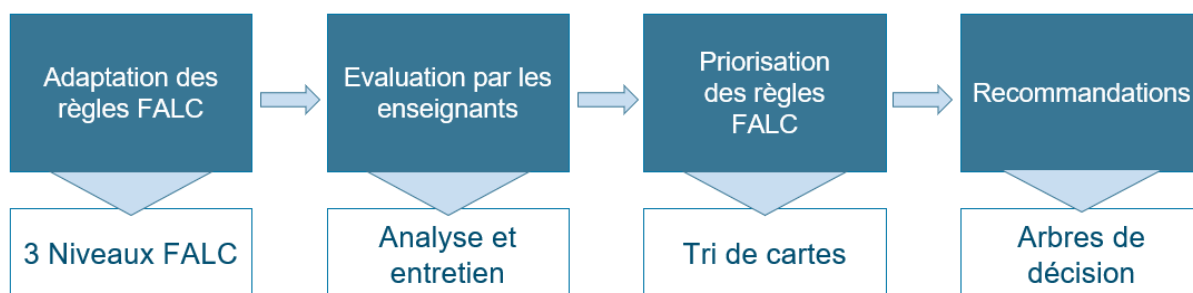 Adaptation des
règles FALC
Evaluation par les
enseignants
Priorisation
des règles
FALC
Recommandations
3 Niveaux FALC
Analyse et
entretien
Tri de cartes
Arbres de
décision